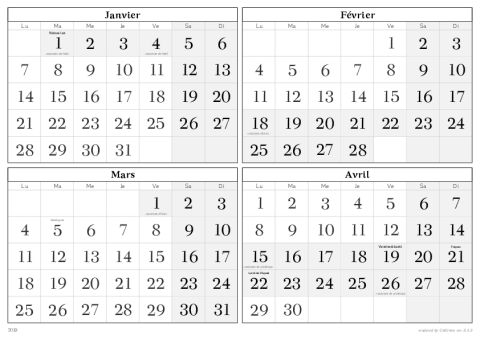 Janvier
Lu Ma Me Je Ve Sa Di
1 2 3 4 5 6
7 8 9 10 11 12 13
14 15 16 17 18 19 20
21 22 23 24 25 26 27
28 29 30 31
Février
Lu Ma Me Je Ve Sa Di
1 2 3
4 5 6 7 8 9 10
11 12 13 14 15 16 17
18 19 20 21 22 23 24
25 26 27 28
Mars
Lu Ma Me Je Ve Sa Di
1 2 3
4 5 6 7 8 9 10
11 12 13 14 15 16 17
18 19 20 21 22 23 24
25 26 27 28 29 30 31
Avril
Lu Ma Me Je Ve Sa Di
1 2 3 4 5 6 7
8 9 10 11 12 13 14
Vendredi Saint Pâques
15 16 17 18 19 20 21
Lundi de Pâques
22 23 24 25 26 27 28
29 30
2019